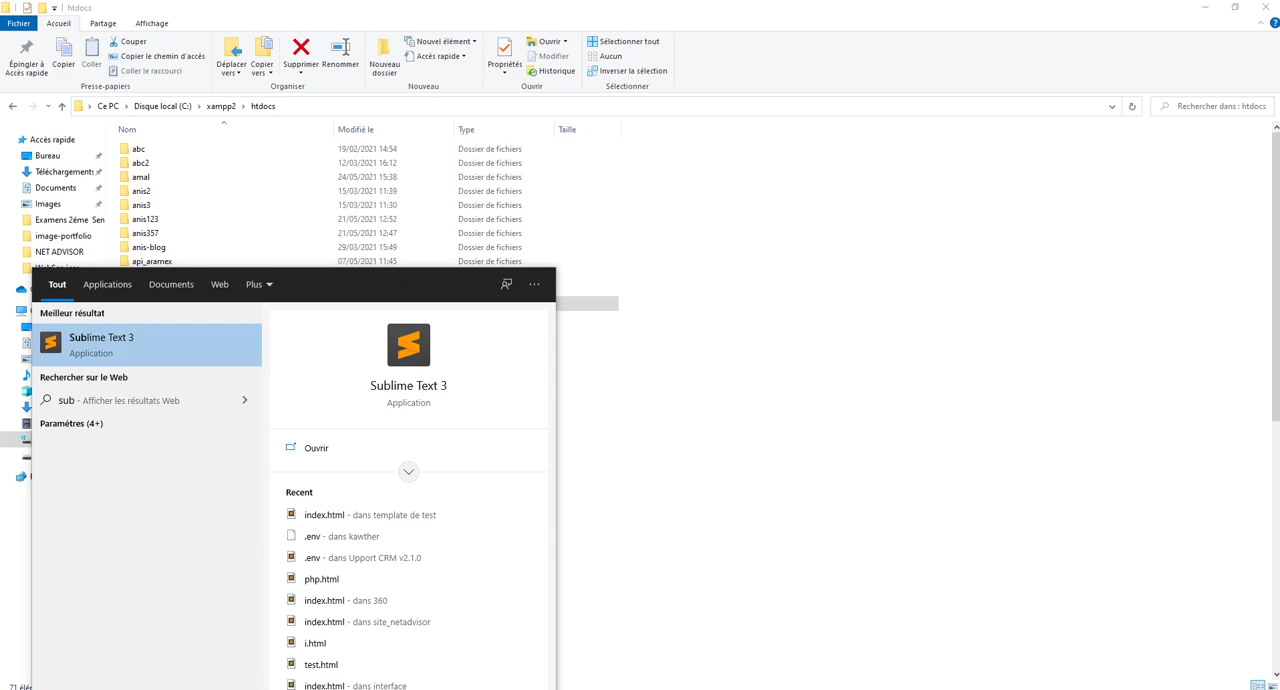 htdocs
Fichier Accueil Partage Affichage
Épingler à Accès rapide
Copier
Coller
Couper
Copier le chemin d'accès
Coller le raccourci
Presse-papiers
Déplacer vers
Copier vers
Supprimer
Renommer
Organiser
Nouveau dossier
Nouvel élément
Accès rapide
Nouveau
Propriétés
Ouvrir
Modifier
Historique
Ouvrir
Sélectionner tout
Aucun
Inverser la sélection
Sélectionner
Ce PC > Disque local (C:) > xampp2 > htdocs
Rechercher dans : htdocs
Accès rapide
Bureau
Téléchargements
Documents
Images
Examens 2éme Sen
image-portfolio
NET ADVISOR
Nom Modifié le Type Taille
abc 19/02/2021 14:54 Dossier de fichiers
abc2 12/03/2021 16:12 Dossier de fichiers
amal 24/05/2021 15:38 Dossier de fichiers
anis2 15/03/2021 11:39 Dossier de fichiers
anis3 15/03/2021 11:30 Dossier de fichiers
anis123 21/05/2021 12:52 Dossier de fichiers
anis357 21/05/2021 12:47 Dossier de fichiers
anis-blog 29/03/2021 15:49 Dossier de fichiers
api_aramex 07/05/2021 11:45 Dossier de fichiers
Tout Applications Documents Web Plus
Meilleur résultat
Sublime Text 3
Application
Rechercher sur le Web
sub - Afficher les résultats Web
Paramètres (4+)
Sublime Text 3
Application
Ouvrir
Recent
index.html - dans template de test
.env - dans kawther
.env - dans Upport CRM v2.1.0
php.html
index.html - dans 360
index.html - dans site_netadvisor
i.html
test.html
index.html - dans interface